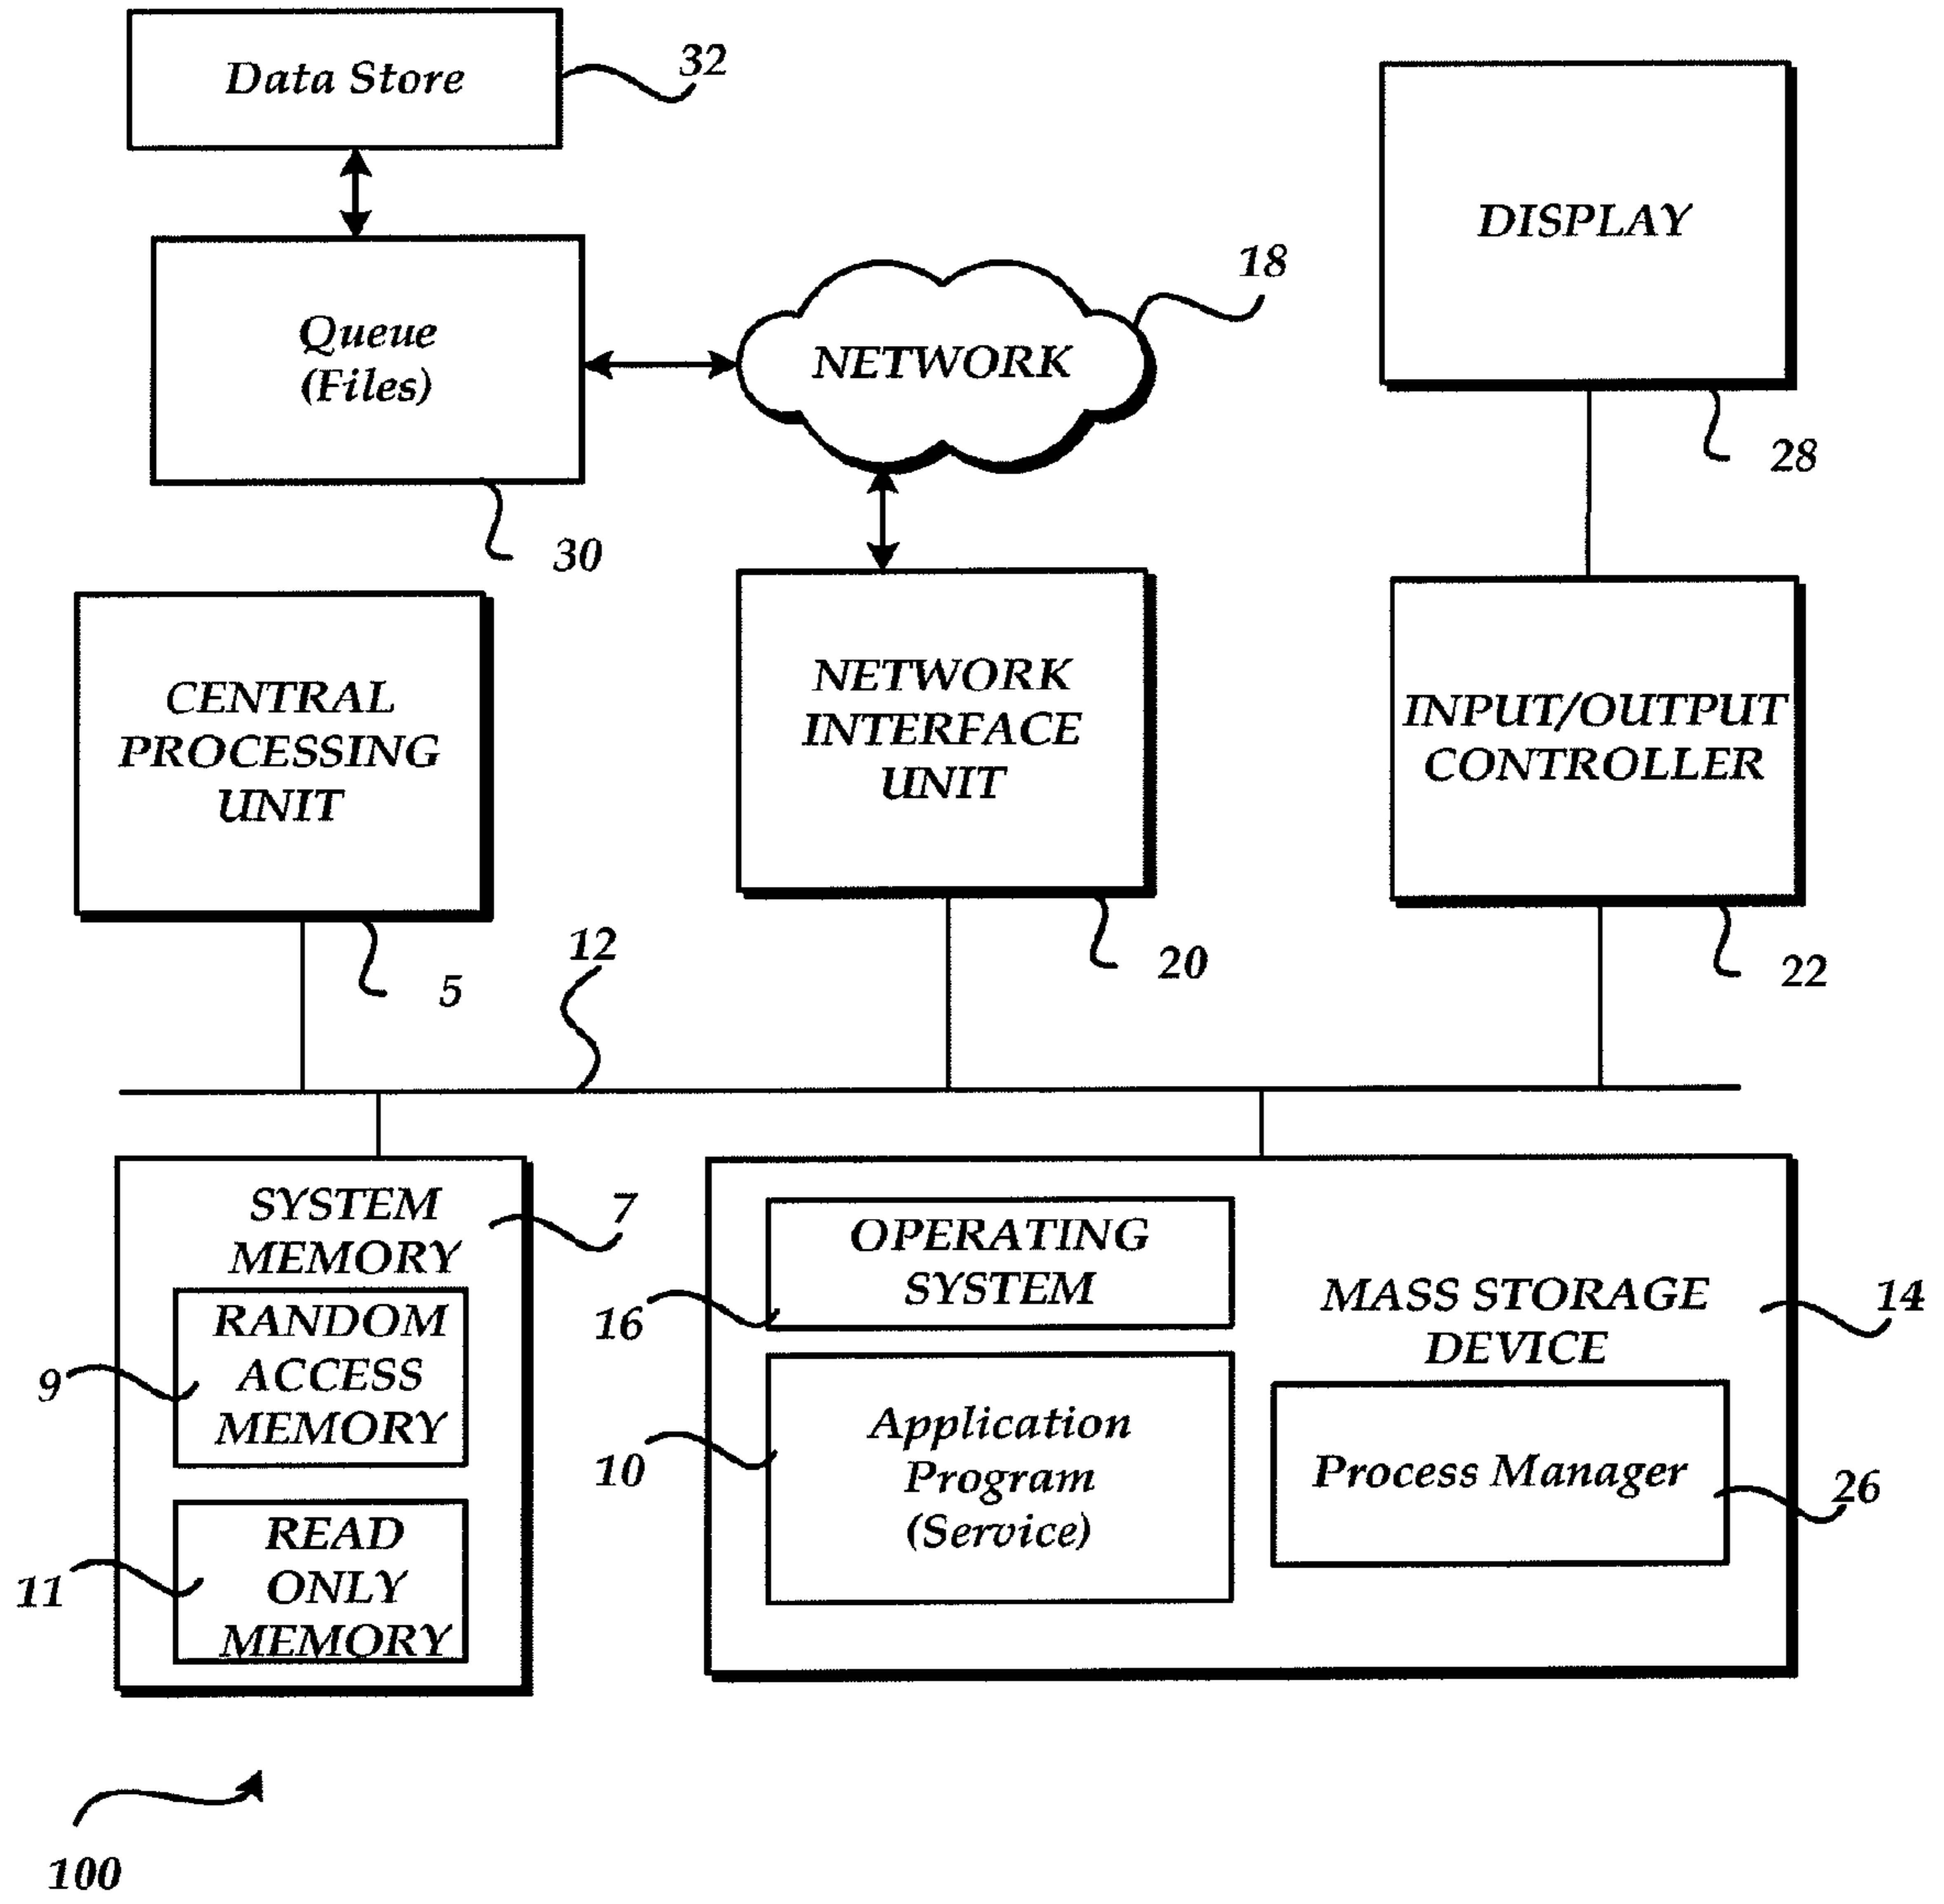 Data Store
32
DISPLAY
28
Queue
(Files)
30
NETWORK
18
CENTRAL
PROCESSING
UNIT
5
NETWORK
INTERFACE
UNIT
20
INPUT/OUTPUT
CONTROLLER
22
12
SYSTEM
MEMORY
7
RANDOM
ACCESS
MEMORY
9
READ
ONLY
MEMORY
11
OPERATING
SYSTEM
16
MASS STORAGE
DEVICE
14
Application
Program
(Service)
10
Process Manager
26
100